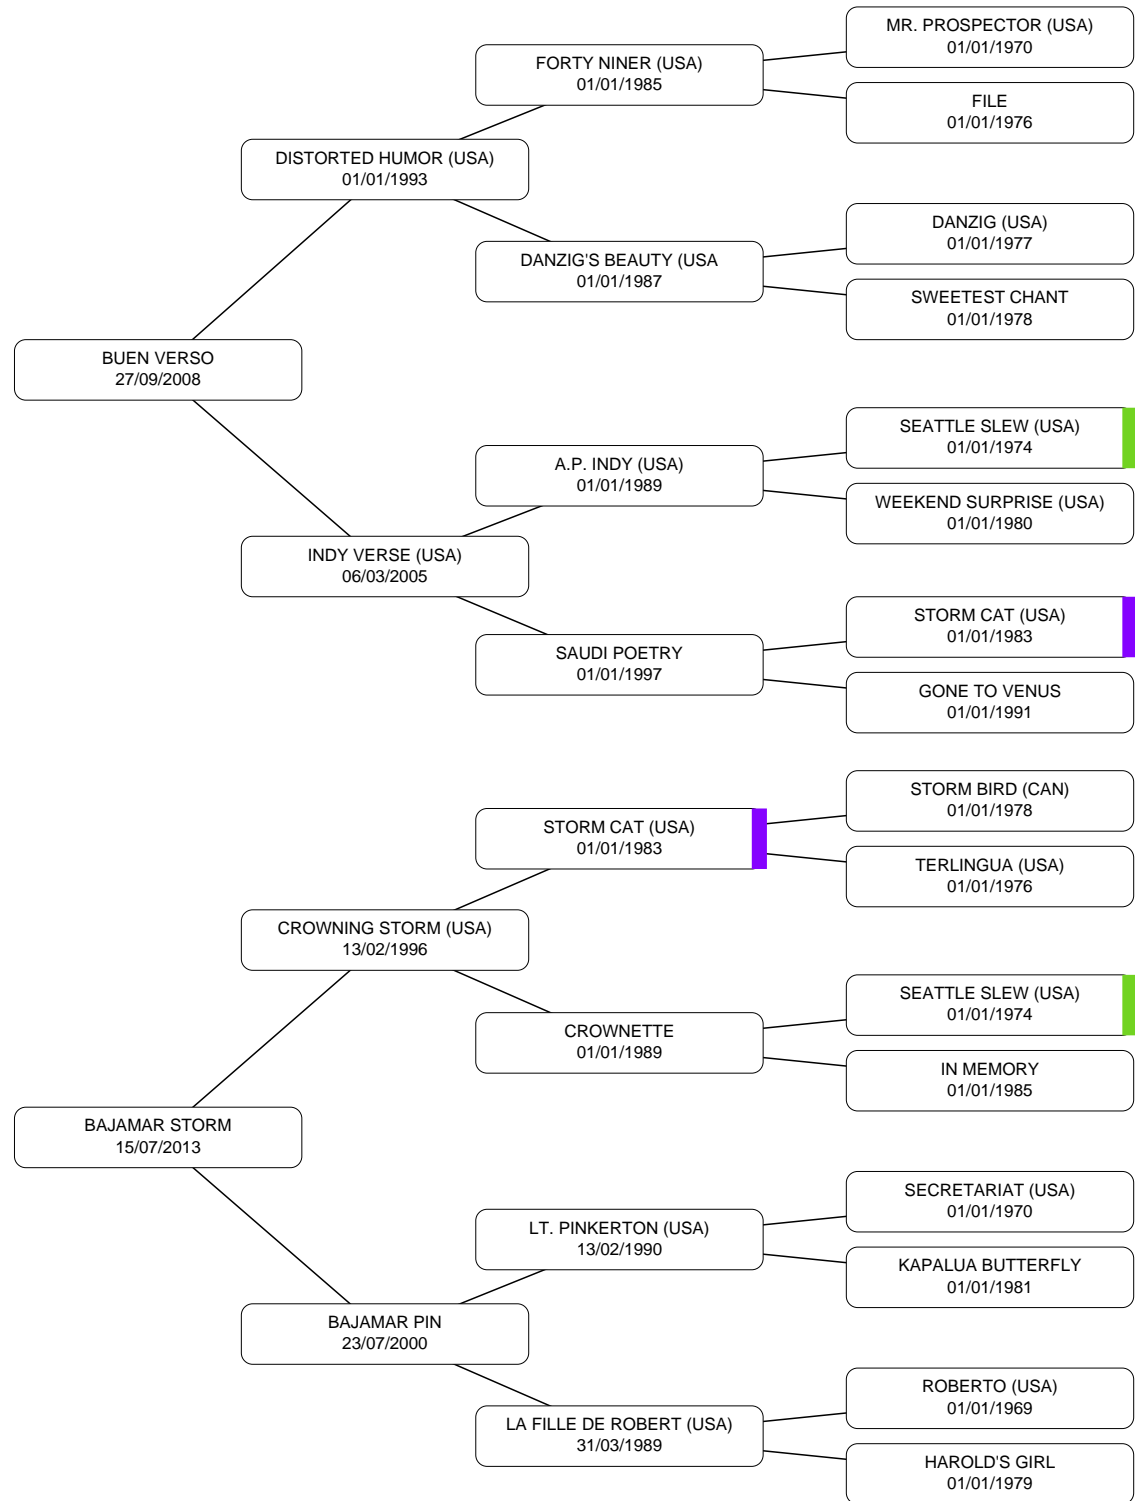 MR. PROSPECTOR (USA)
01/01/1970
FORTY NINER (USA)
01/01/1985
FILE
01/01/1976
DISTORTED HUMOR (USA)
01/01/1993
DANZIG (USA)
01/01/1977
DANZIG'S BEAUTY (USA
01/01/1987
SWEETEST CHANT
01/01/1978
BUEN VERSO
27/09/2008
SEATTLE SLEW (USA)
01/01/1974
A.P. INDY (USA)
01/01/1989
WEEKEND SURPRISE (USA)
01/01/1980
INDY VERSE (USA)
06/03/2005
STORM CAT (USA)
01/01/1983
SAUDI POETRY
01/01/1997
GONE TO VENUS
01/01/1991
STORM BIRD (CAN)
01/01/1978
STORM CAT (USA)
01/01/1983
TERLINGUA (USA)
01/01/1976
CROWNING STORM (USA)
13/02/1996
SEATTLE SLEW (USA)
01/01/1974
CROWNETTE
01/01/1989
IN MEMORY
01/01/1985
BAJAMAR STORM
15/07/2013
SECRETARIAT (USA)
01/01/1970
LT. PINKERTON (USA)
13/02/1990
KAPALUA BUTTERFLY
01/01/1981
BAJAMAR PIN
23/07/2000
ROBERTO (USA)
01/01/1969
LA FILLE DE ROBERT (USA)
31/03/1989
HAROLD'S GIRL
01/01/1979